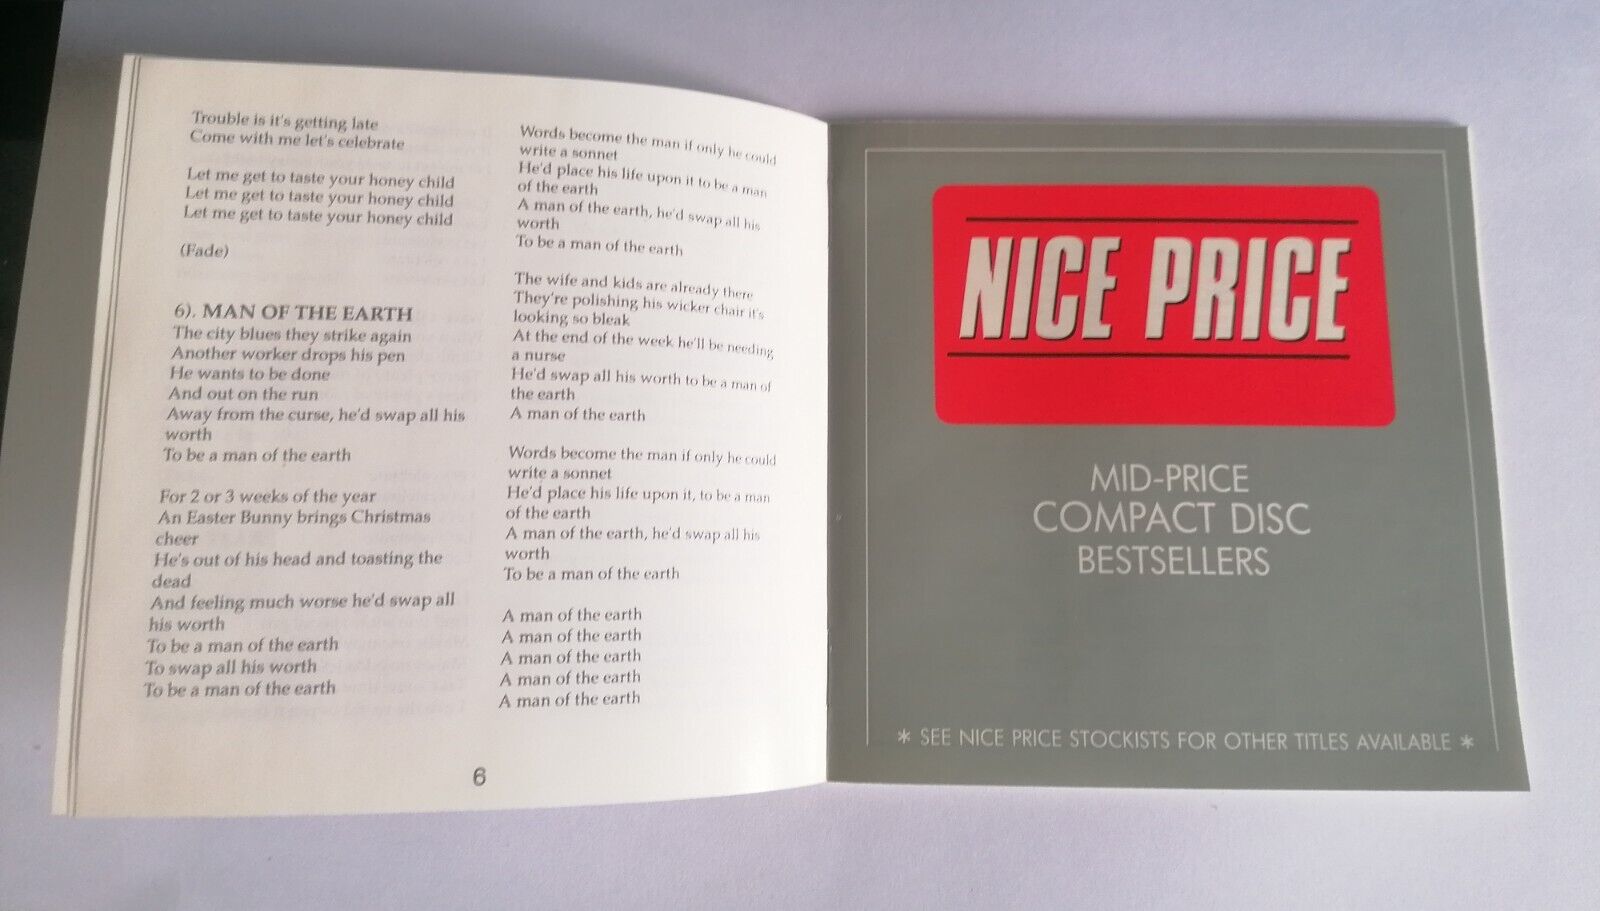 Trouble is it's getting late
Come with me let's celebrate
Let me get to taste your honey child
Let me get to taste your honey child
Let me get to taste your honey child
(Fade)
6). MAN OF THE EARTH
The city blues they strike again
Another worker drops his pen
He wants to be done
And out on the run
Away from the curse, he'd swap all his
worth
To be a man of the earth
For 2 or 3 weeks of the year
An Easter Bunny brings Christmas
cheer
He's out of his head and toasting the
dead
And feeling much worse he'd swap all
his worth
To be a man of the earth
To swap all his worth
To be a man of the earth
Words become the man if only he could
write a sonnet
He'd place his life upon it to be a man
of the earth
A man of the earth, he'd swap all his
worth
To be a man of the earth
The wife and kids are already there
They're polishing his wicker chair it's
looking so bleak
At the end of the week he'll be needing
a nurse
He'd swap all his worth to be a man of
the earth
A man of the earth
Words become the man if only he could
write a sonnet
He'd place his life upon it, to be a man
of the earth
A man of the earth, he'd swap all his
worth
To be a man of the earth
A man of the earth
A man of the earth
A man of the earth
A man of the earth
A man of the earth
6
NICE PRICE
MID-PRICE
COMPACT DISC
BESTSELLERS
* SEE NICE PRICE STOCKISTS FOR OTHER TITLES AVAILABLE *